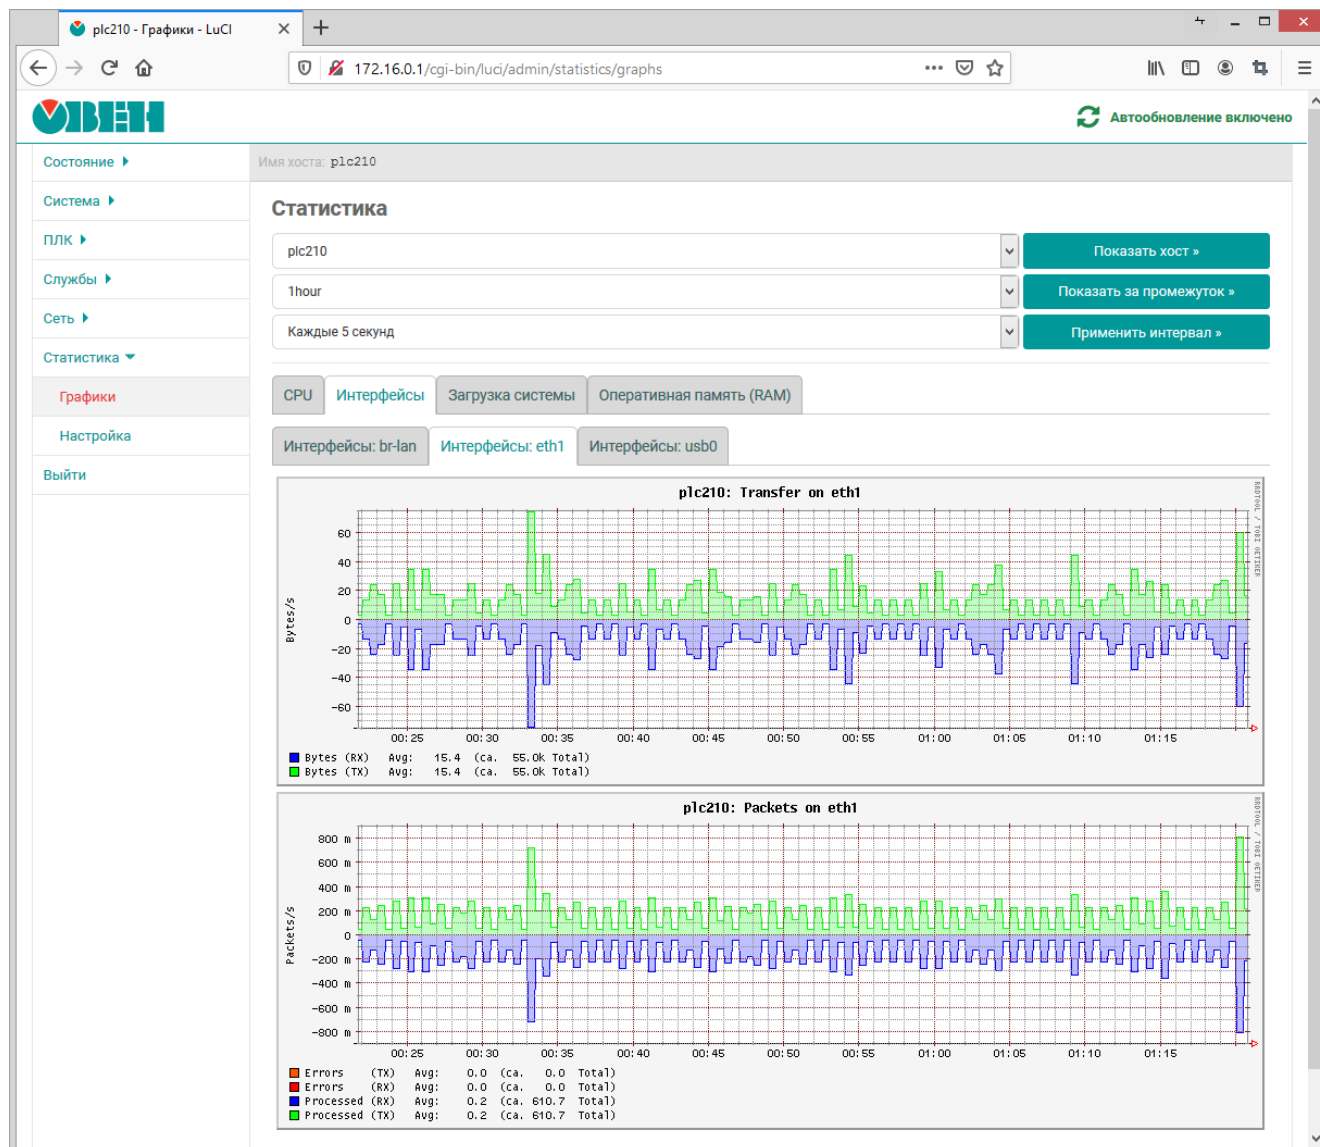 plc210 - Графики - LuCI
172.16.0.1/cgi-bin/luci/admin/statistics/graphs
ОВЕН
Автообновление включено
Состояние
Система
ПЛК
Службы
Сеть
Статистика
Графики
Настройка
Выйти
Имя хоста: plc210
Статистика
plc210 Показать хост »
1hour Показать за промежуток »
Каждые 5 секунд Применить интервал »
CPU Интерфейсы Загрузка системы Оперативная память (RAM)
Интерфейсы: br-lan Интерфейсы: eth1 Интерфейсы: usb0
plc210: Transfer on eth1
RRDTOOL / TOBI OETIKER
Bytes/s
60
40
20
0
-20
-40
-60
00:25 00:30 00:35 00:40 00:45 00:50 00:55 01:00 01:05 01:10 01:15
Bytes (RX) Avg: 15.4 (ca. 55.0k Total)
Bytes (TX) Avg: 15.4 (ca. 55.0k Total)
plc210: Packets on eth1
RRDTOOL / TOBI OETIKER
Packets/s
800 m
600 m
400 m
200 m
0
-200 m
-400 m
-600 m
-800 m
00:25 00:30 00:35 00:40 00:45 00:50 00:55 01:00 01:05 01:10 01:15
Errors (TX) Avg: 0.0 (ca. 0.0 Total)
Errors (RX) Avg: 0.0 (ca. 0.0 Total)
Processed (RX) Avg: 0.2 (ca. 610.7 Total)
Processed (TX) Avg: 0.2 (ca. 610.7 Total)